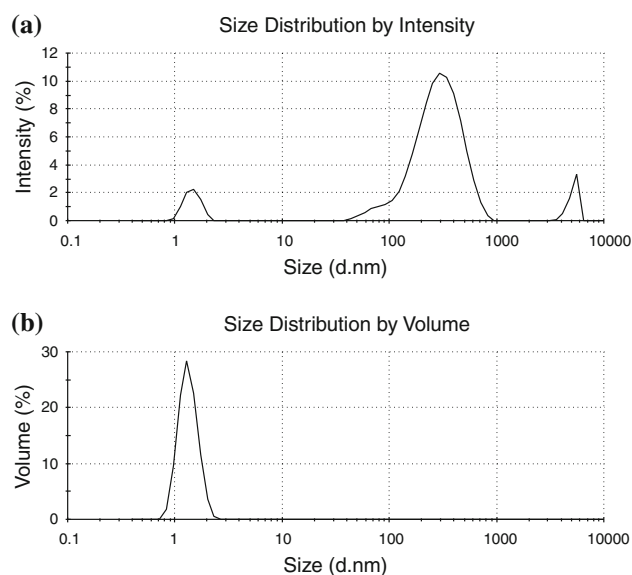 (a)
Size Distribution by Intensity
12
10
8
6
4
2
0
Intensity (%)
0.1 1 10 100 1000 10000
Size (d.nm)
(b)
Size Distribution by Volume
30
20
10
0
Volume (%)
0.1 1 10 100 1000 10000
Size (d.nm)